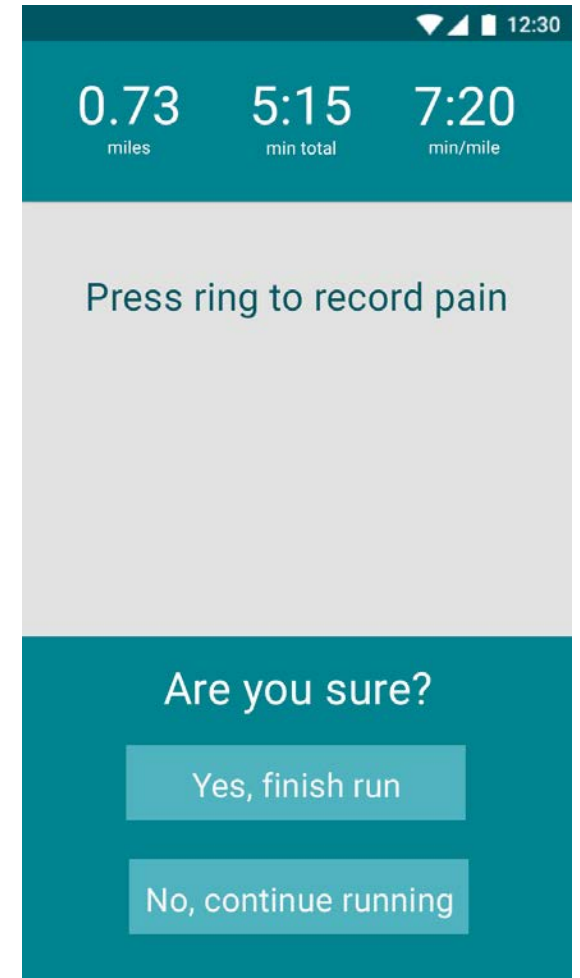 12:30
0.73 5:15 7:20
miles min total min/mile
Press ring to record pain
Are you sure?
Yes, finish run
No, continue running